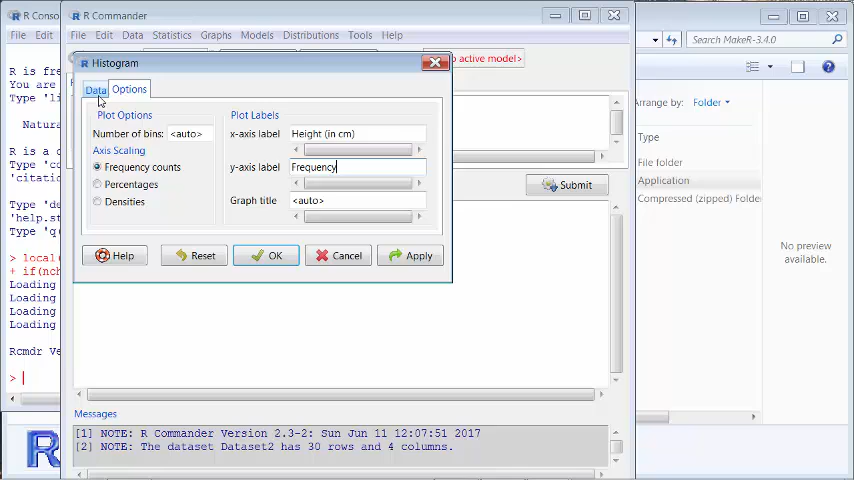 R Conso
R Commander
File Edit
File Edit Data Statistics Graphs Models Distributions Tools Help
Search MakeR-3.4.0
o active model>
Histogram
Data Options
R is fre
You are
Type 'li
Natura
R is a c
Type 'co
'citatio
Type 'de
'help.st
Type 'q(
> local(
+ if(nch
Loading
Loading
Loading
Loading
Rcmdr Ve
>
Plot Options
Number of bins: <auto>
Axis Scaling
Frequency counts
Percentages
Densities
Plot Labels
x-axis label Height (in cm)
y-axis label Frequency
Graph title <auto>
Help Reset OK Cancel Apply
Submit
Arrange by: Folder
Type
File folder
Application
Compressed (zipped) Folde
No preview
available.
Messages
[1] NOTE: R Commander Version 2.3-2: Sun Jun 11 12:07:51 2017
[2] NOTE: The dataset Dataset2 has 30 rows and 4 columns.